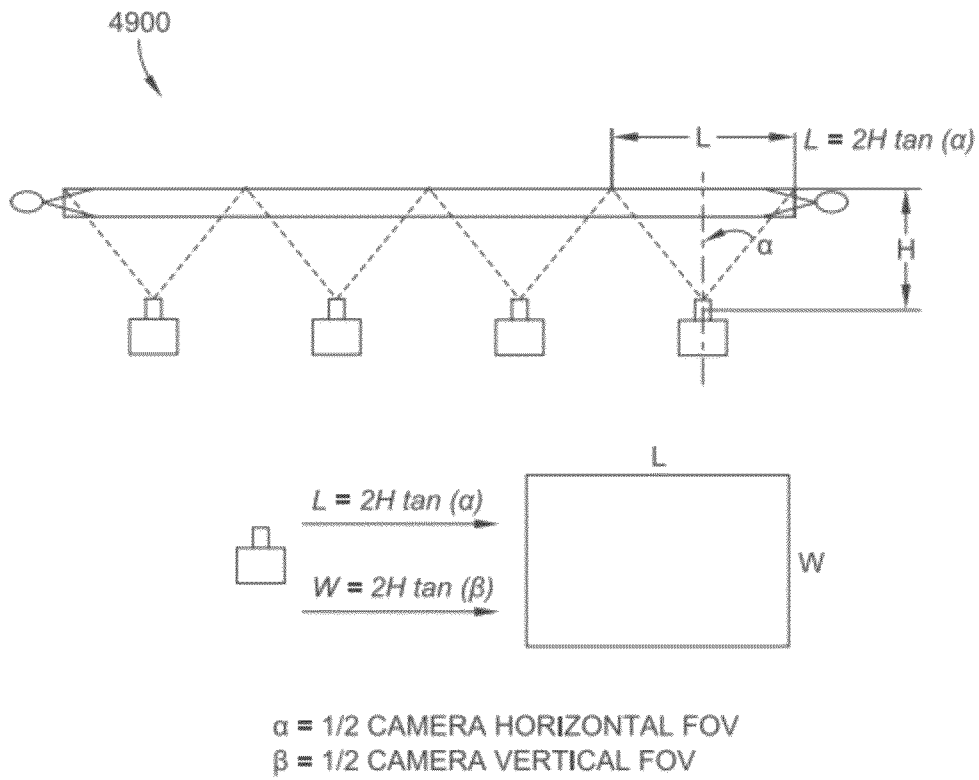 4900
L
L = 2H tan (α)
α
H
L
L = 2H tan (α)
W
W = 2H tan (β)
α = 1/2 CAMERA HORIZONTAL FOV
β = 1/2 CAMERA VERTICAL FOV